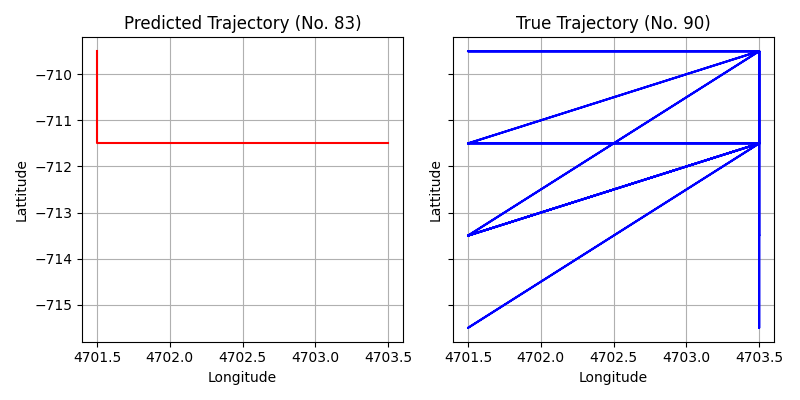 Predicted Trajectory (No. 83)
True Trajectory (No. 90)
−710
−711
−712
−713
−714
−715
Lattitude
Lattitude
4701.5 4702.0 4702.5 4703.0 4703.5
4701.5 4702.0 4702.5 4703.0 4703.5
Longitude
Longitude